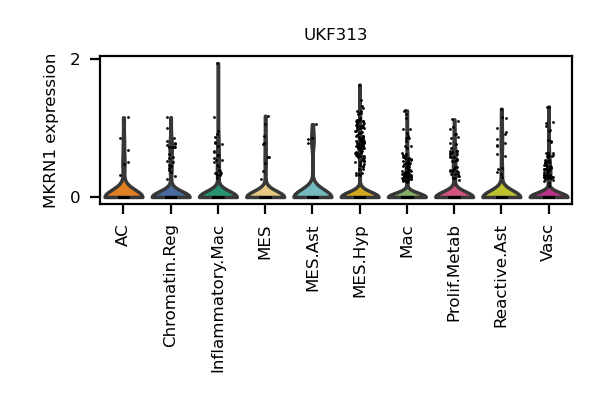 UKF313
MKRN1 expression
2
0
AC
Chromatin.Reg
Inflammatory.Mac
MES
MES.Ast
MES.Hyp
Mac
Prolif.Metab
Reactive.Ast
Vasc